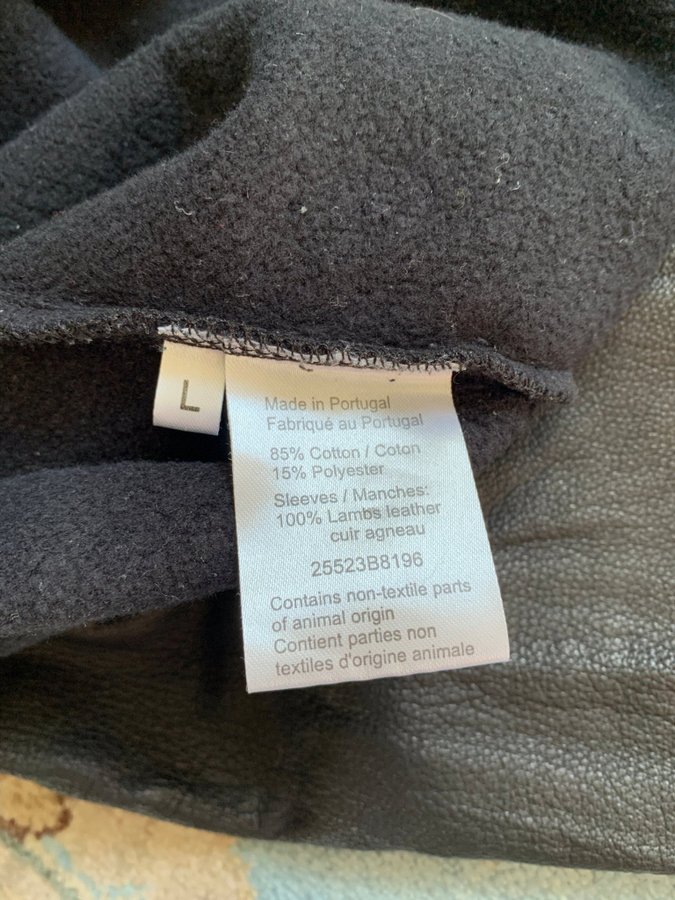 L
Made in Portugal
Fabriqué au Portugal
85% Cotton / Coton
15% Polyester
Sleeves / Manches:
100% Lambs leather
cuir agneau
25523B8196
Contains non-textile parts
of animal origin
Contient parties non
textiles d'origine animale